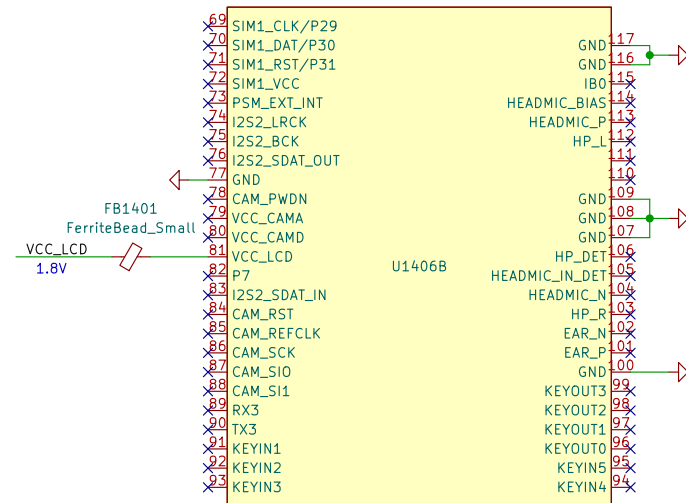 69 SIM1_CLK/P29
70 SIM1_DAT/P30
71 SIM1_RST/P31
72 SIM1_VCC
73 PSM_EXT_INT
74 I2S2_LRCK
75 I2S2_BCK
76 I2S2_SDAT_OUT
77 GND
78 CAM_PWDN
79 VCC_CAMA
80 VCC_CAMD
81 VCC_LCD
82 P7
83 I2S2_SDAT_IN
84 CAM_RST
85 CAM_REFCLK
86 CAM_SCK
87 CAM_SIO
88 CAM_SI1
89 RX3
90 TX3
91 KEYIN1
92 KEYIN2
93 KEYIN3
FB1401
FerriteBead_Small
VCC_LCD
1.8V
U1406B
GND 117
GND 116
IB0 115
HEADMIC_BIAS 114
HEADMIC_P 113
HP_L 112
111
110
GND 109
GND 108
GND 107
HP_DET 106
HEADMIC_IN_DET 105
HEADMIC_N 104
HP_R 103
EAR_N 102
EAR_P 101
GND 100
KEYOUT3 99
KEYOUT2 98
KEYOUT1 97
KEYOUT0 96
KEYIN5 95
KEYIN4 94